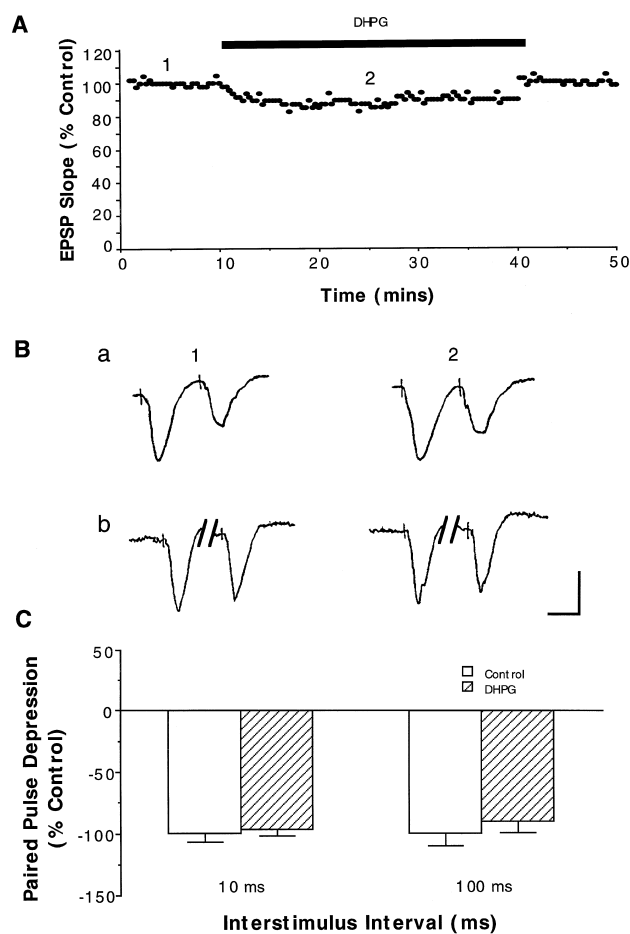 A
DHPG
EPSP Slope (% Control)
120
100
80
60
40
20
0
1
2
0
10
20
30
40
50
Time (mins)
B
a
1
2
b
C
Paired Pulse Depression
(% Control)
50
0
-50
-100
-150
Control
DHPG
10 ms
100 ms
Interstimulus Interval (ms)